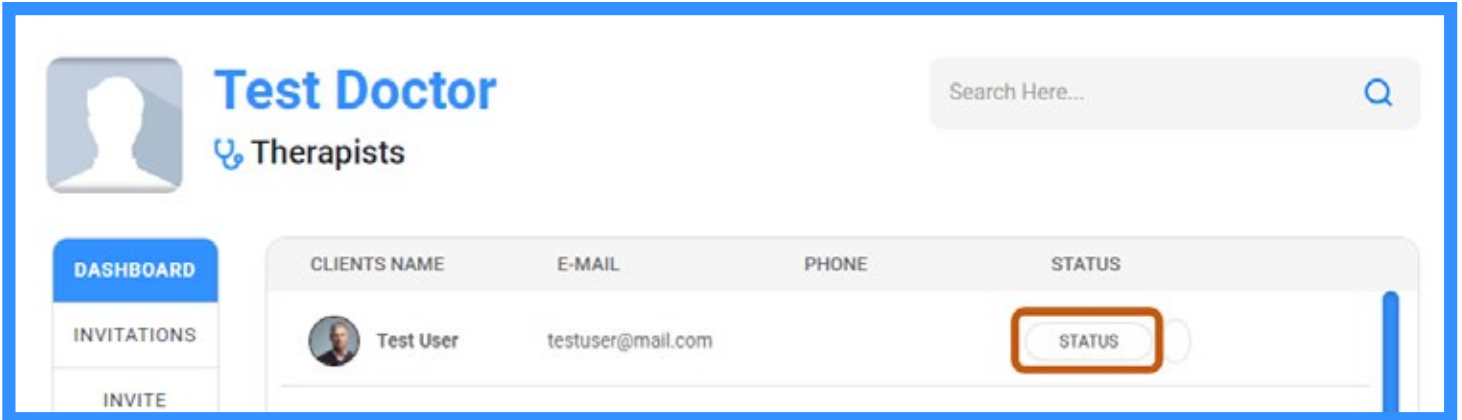 Test Doctor
Therapists
Search Here...
DASHBOARD
INVITATIONS
INVITE
CLIENTS NAME E-MAIL PHONE STATUS
Test User testuser@mail.com STATUS